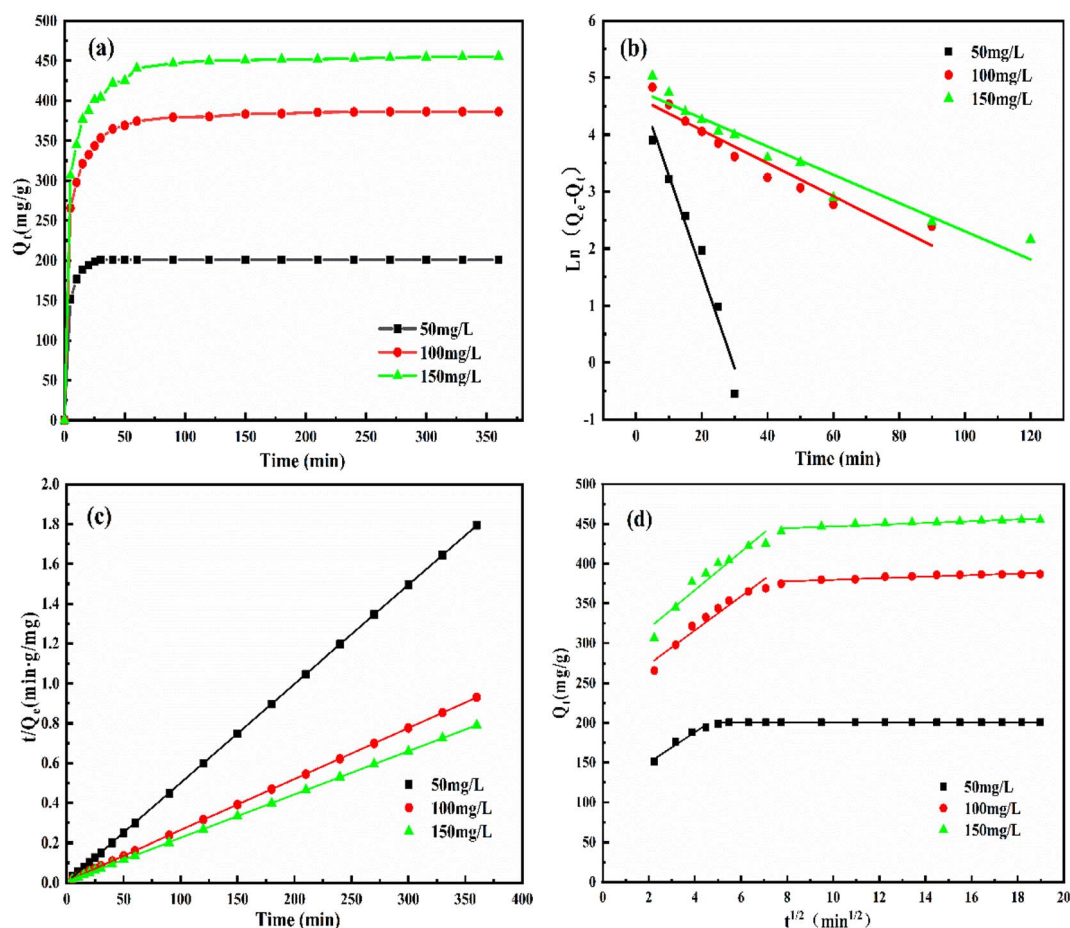 (a)
Qt(mg/g)
500
450
400
350
300
250
200
150
100
50
0
50mg/L
100mg/L
150mg/L
0 50 100 150 200 250 300 350
Time (min)
(b)
Ln (Qe-Qt)
6
5
4
3
2
1
0
-1
50mg/L
100mg/L
150mg/L
0 20 40 60 80 100 120
Time (min)
(c)
t/Qe(min·g/mg)
2.0
1.8
1.6
1.4
1.2
1.0
0.8
0.6
0.4
0.2
0.0
50mg/L
100mg/L
150mg/L
0 50 100 150 200 250 300 350 400
Time (min)
(d)
Qt(mg/g)
500
450
400
350
300
250
200
150
100
50
0
50mg/L
100mg/L
150mg/L
0 2 4 6 8 10 12 14 16 18 20
t1/2 (min1/2)